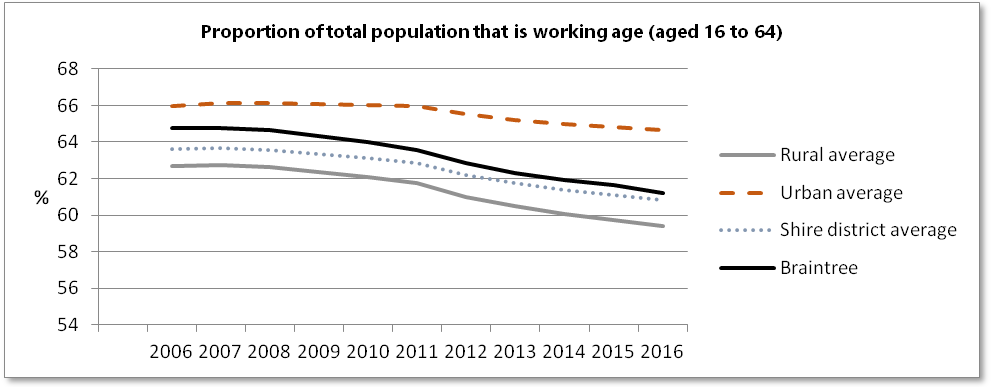 Proportion of total population that is working age (aged 16 to 64)
68
66
64
62
60
58
56
54
%
2006 2007 2008 2009 2010 2011 2012 2013 2014 2015 2016
Rural average
Urban average
Shire district average
Braintree